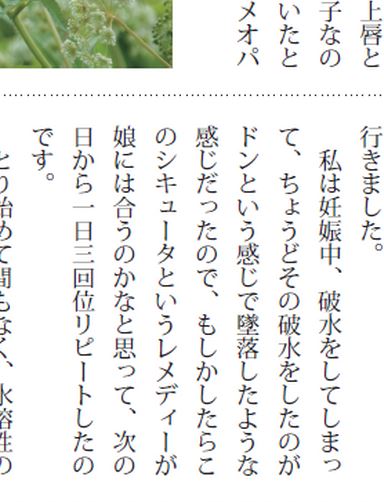 上唇と
子なの
いたと
メオパ
行きました。
私は妊娠中、破水をしてしまっ
て、ちょうどその破水をしたのが
ドンという感じで墜落したような
感じだったので、もしかしたらこ
のシキュータというレメディーが
娘には合うのかなと思って、次の
日から一日三回位リピートしたの
です。
とり始めて間もなく、水溶性の